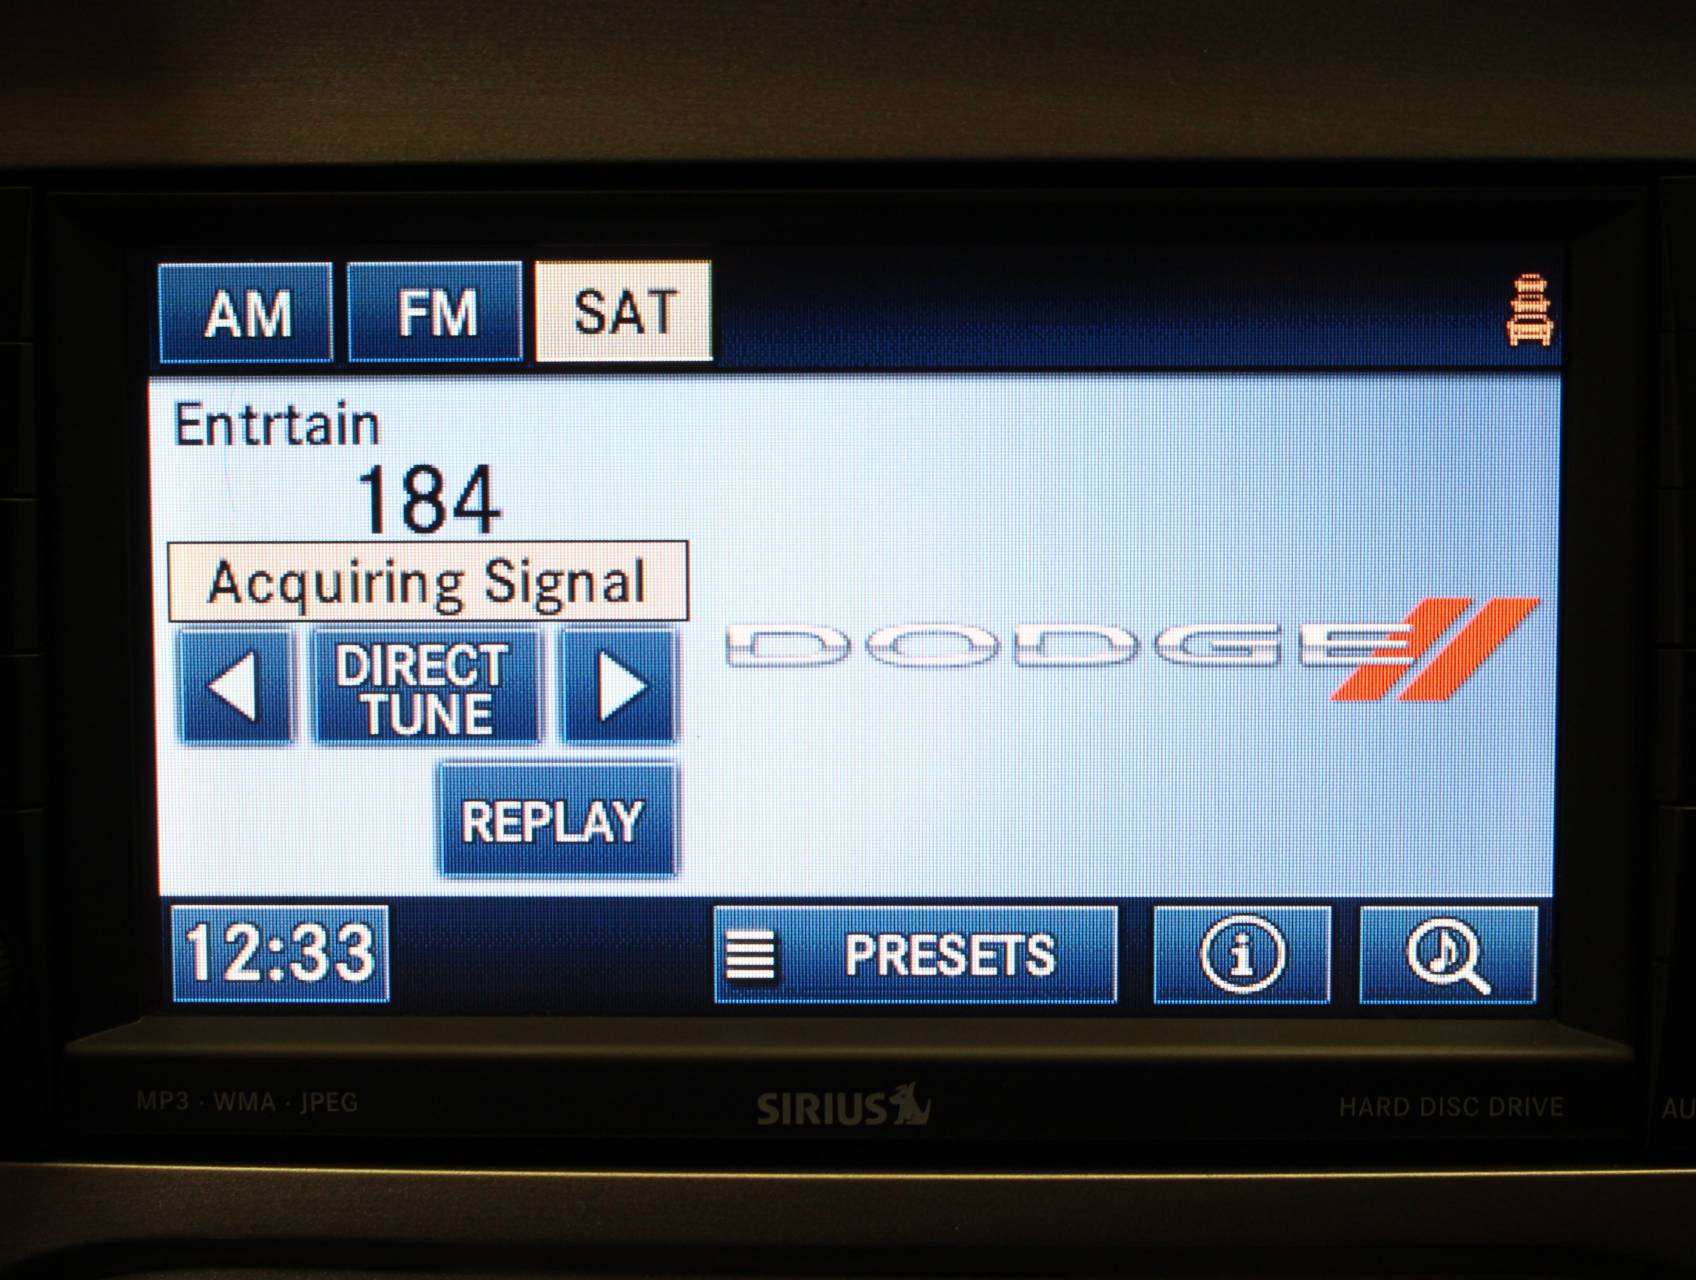 AM FM SAT
Entrtain
184
Acquiring Signal
DIRECT
TUNE
REPLAY
DODGE
12:33 PRESETS i
MP3 · WMA · JPEG SIRIUS HARD DISC DRIVE